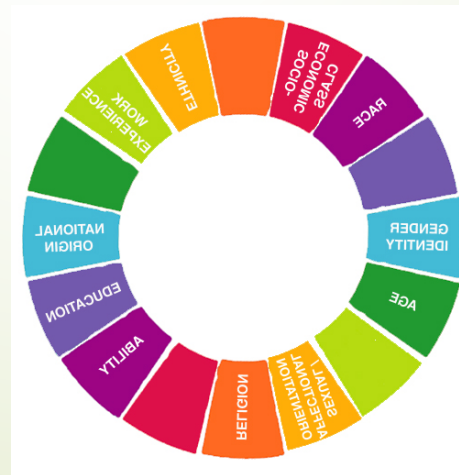 SOCIO-
ECONOMIC
CLASS
RACE
GENDER
IDENTITY
AGE
SEXUAL /
AFFECTIONAL
ORIENTATION
RELIGION
ABILITY
EDUCATION
NATIONAL
ORIGIN
WORK
EXPERIENCE
ETHNICITY